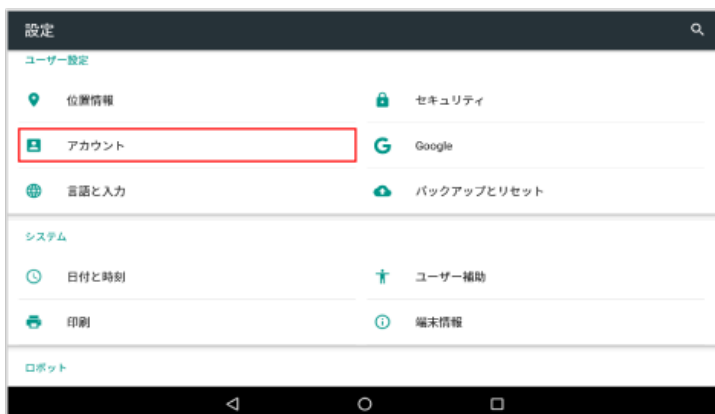 設定
ユーザー設定
位置情報
セキュリティ
アカウント
Google
言語と入力
バックアップとリセット
システム
日付と時刻
ユーザー補助
印刷
端末情報
ロボット